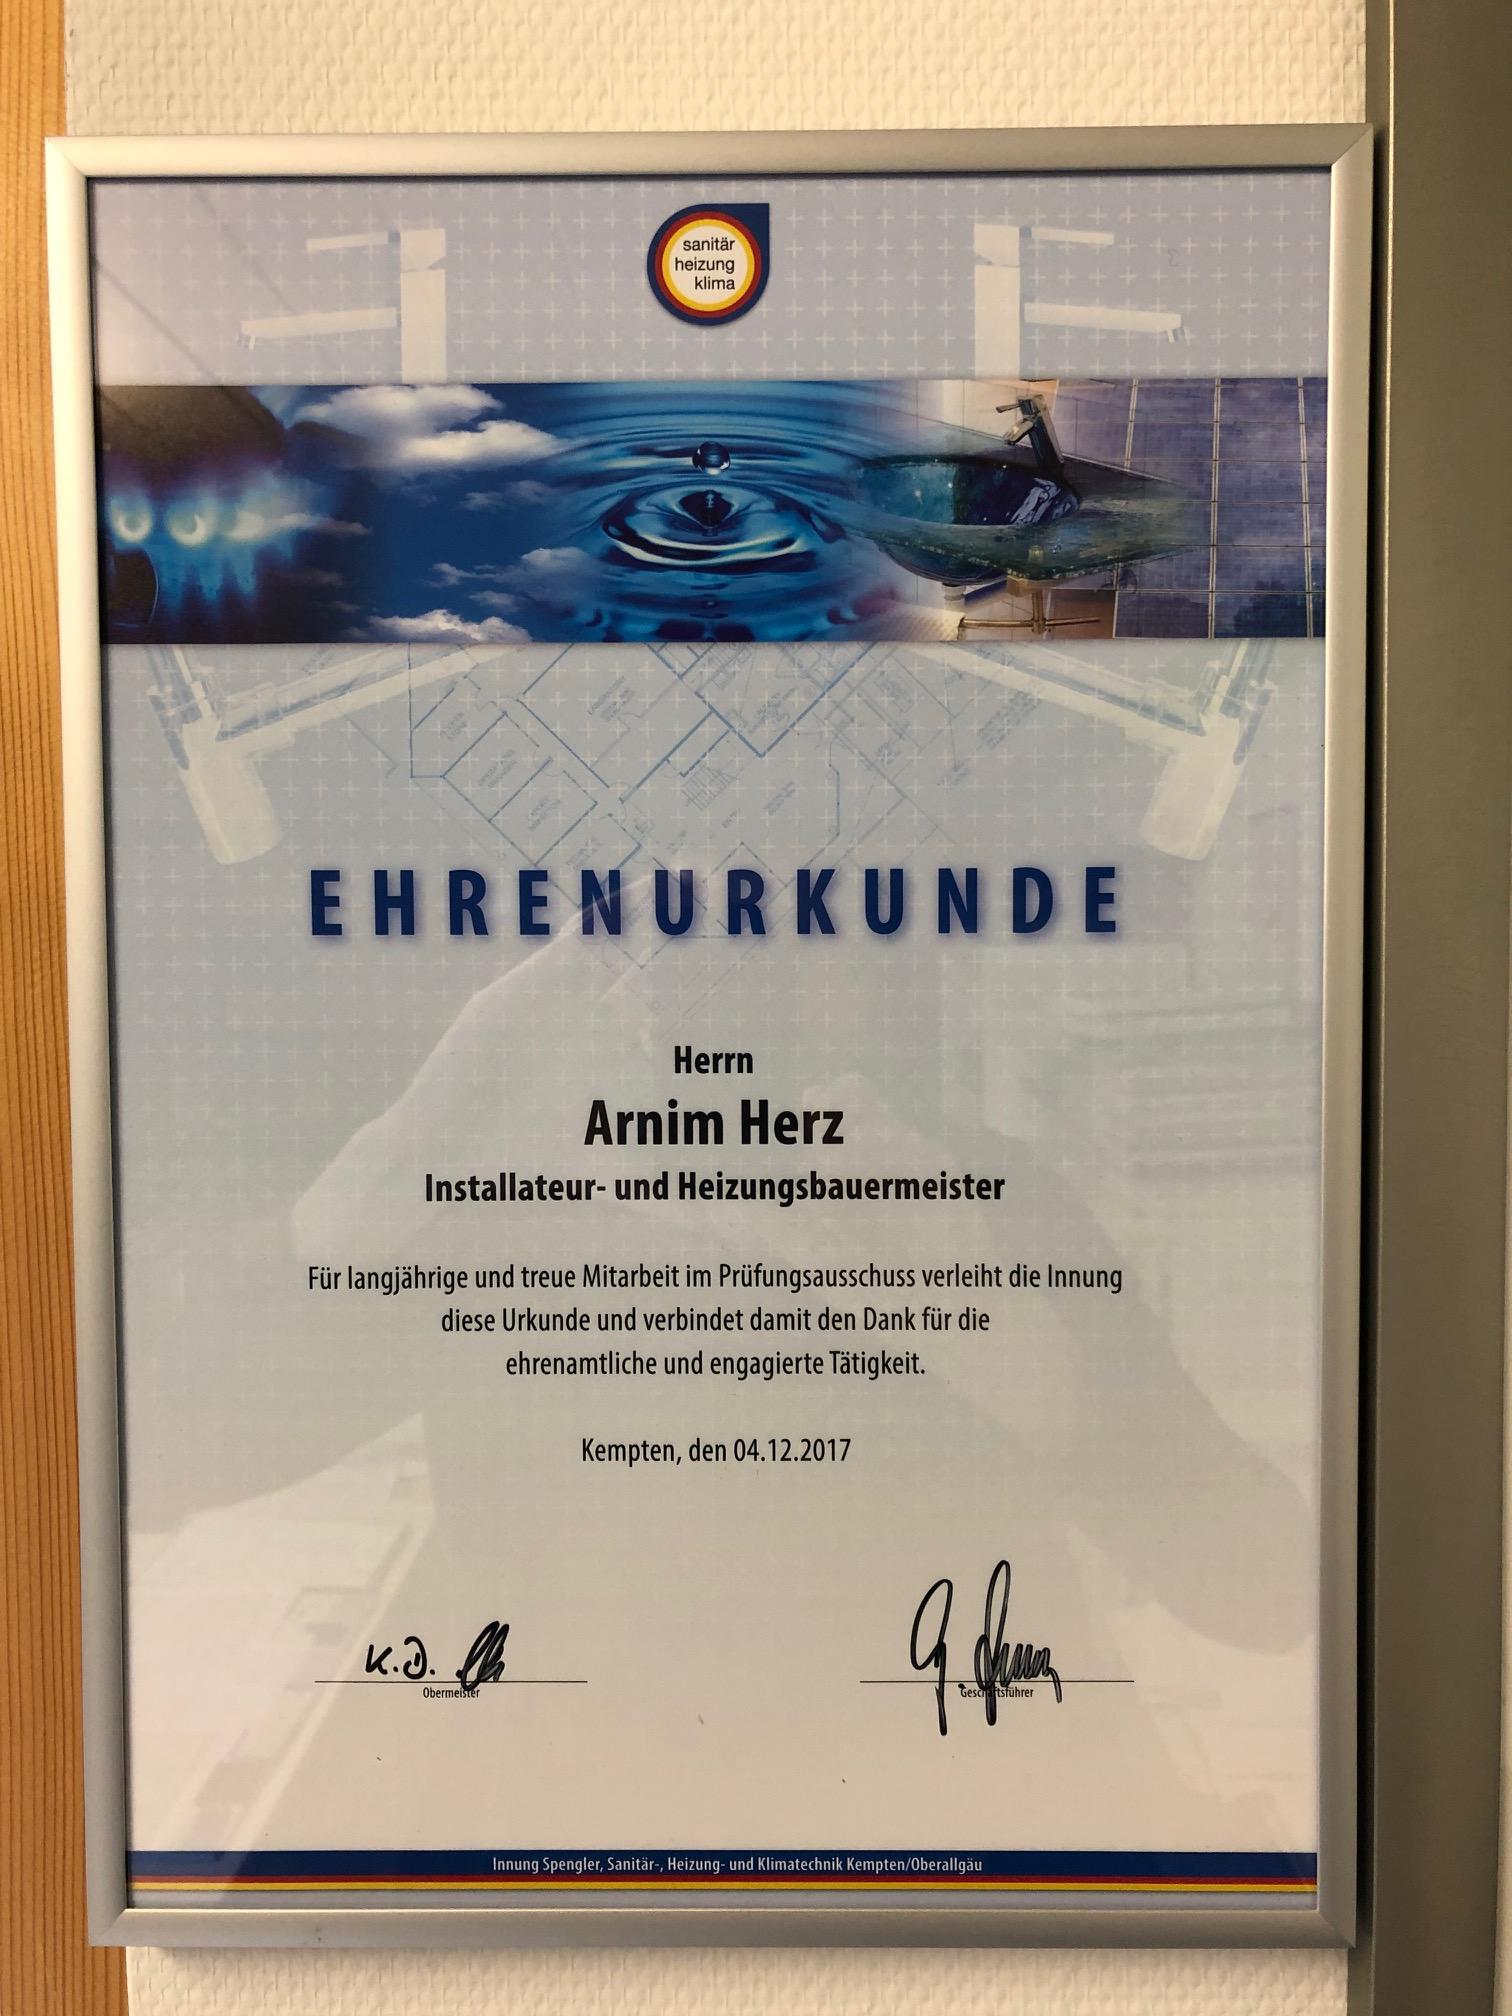 sanitär
heizung
klima
EHRENURKUNDE
Herrn
Arnim Herz
Installateur- und Heizungsbauermeister
Für langjährige und treue Mitarbeit im Prüfungsausschuss verleiht die Innung
diese Urkunde und verbindet damit den Dank für die
ehrenamtliche und engagierte Tätigkeit.
Kempten, den 04.12.2017
K.D.
Obermeister
Geschäftsführer
Innung Spengler, Sanitär-, Heizung- und Klimatechnik Kempten/Oberallgäu